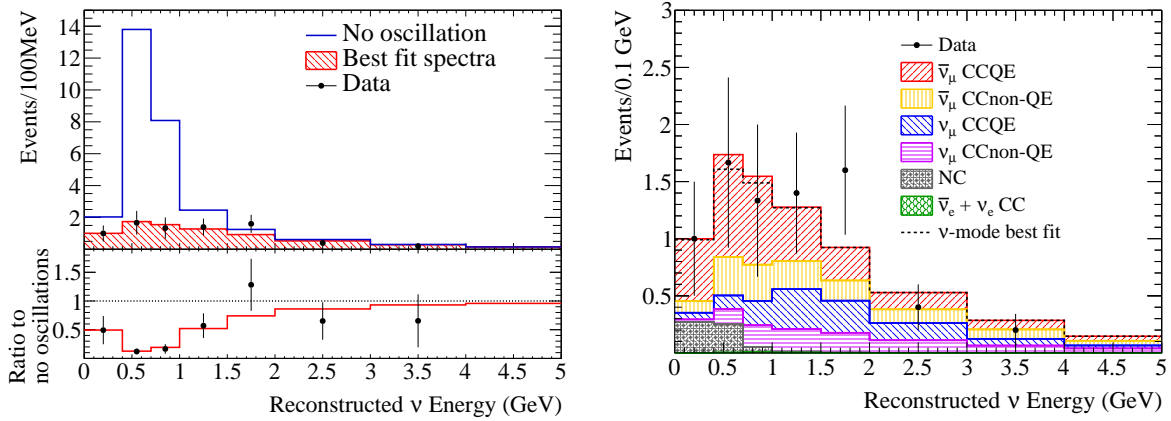 Events/100MeV
14
12
10
8
6
4
2
No oscillation
Best fit spectra
Data
Ratio to
no oscillations
1.5
1
0.5
0 0.5 1 1.5 2 2.5 3 3.5 4 4.5 5
Reconstructed ν Energy (GeV)
Events/0.1 GeV
3
2.5
2
1.5
1
0.5
Data
ν̅μ CCQE
ν̅μ CCnon-QE
νμ CCQE
νμ CCnon-QE
NC
ν̅e + νe CC
ν-mode best fit
0 0.5 1 1.5 2 2.5 3 3.5 4 4.5 5
Reconstructed ν Energy (GeV)